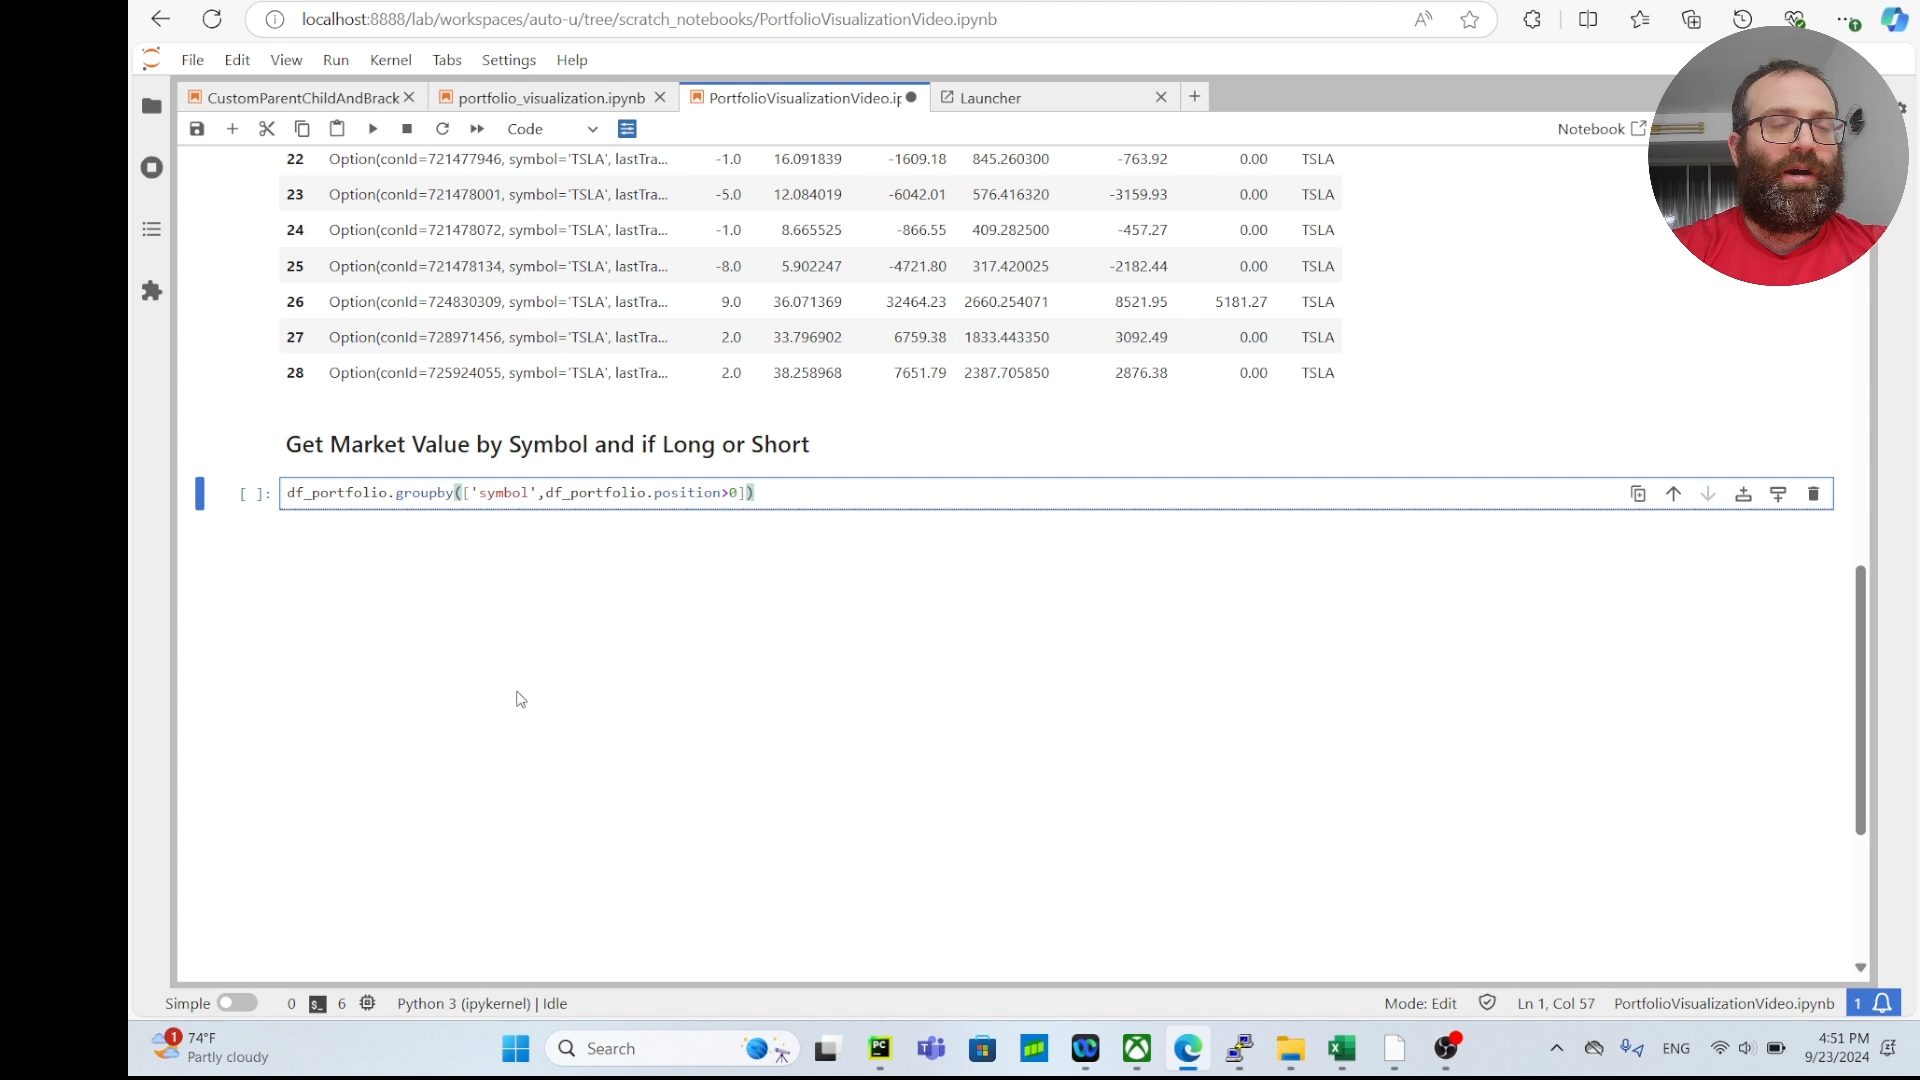 localhost:8888/lab/workspaces/auto-u/tree/scratch_notebooks/PortfolioVisualizationVideo.ipynb
File Edit View Run Kernel Tabs Settings Help
CustomParentChildAndBrack
portfolio_visualization.ipynb
PortfolioVisualizationVideo.ip
Launcher
Code
Notebook
22 Option(conId=721477946, symbol='TSLA', lastTra... -1.0 16.091839 -1609.18 845.260300 -763.92 0.00 TSLA
23 Option(conId=721478001, symbol='TSLA', lastTra... -5.0 12.084019 -6042.01 576.416320 -3159.93 0.00 TSLA
24 Option(conId=721478072, symbol='TSLA', lastTra... -1.0 8.665525 -866.55 409.282500 -457.27 0.00 TSLA
25 Option(conId=721478134, symbol='TSLA', lastTra... -8.0 5.902247 -4721.80 317.420025 -2182.44 0.00 TSLA
26 Option(conId=724830309, symbol='TSLA', lastTra... 9.0 36.071369 32464.23 2660.254071 8521.95 5181.27 TSLA
27 Option(conId=728971456, symbol='TSLA', lastTra... 2.0 33.796902 6759.38 1833.443350 3092.49 0.00 TSLA
28 Option(conId=725924055, symbol='TSLA', lastTra... 2.0 38.258968 7651.79 2387.705850 2876.38 0.00 TSLA
Get Market Value by Symbol and if Long or Short
[ ]: df_portfolio.groupby(['symbol',df_portfolio.position>0])
Simple 0 6 Python 3 (ipykernel) | Idle Mode: Edit Ln 1, Col 57 PortfolioVisualizationVideo.ipynb 1
1 74°F
Partly cloudy
Search
PC
ENG
4:51 PM
9/23/2024